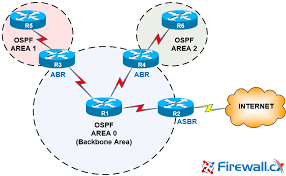 R5
OSPF
AREA 1
R6
OSPF
AREA 2
R3
ABR
R4
ABR
R1
OSPF
AREA 0
(Backbone Area)
R2
ASBR
INTERNET
Firewall.cx